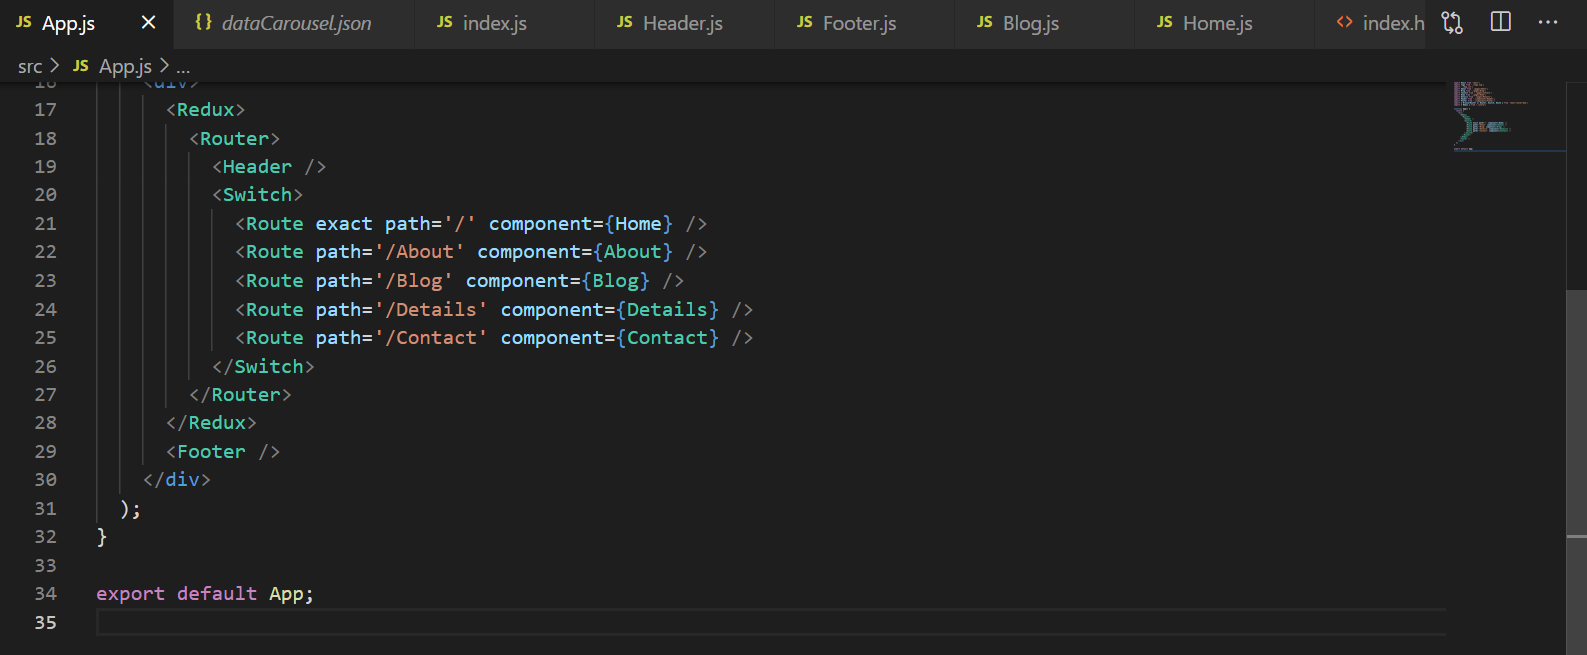 JS App.js × {} dataCarousel.json JS index.js JS Header.js JS Footer.js JS Blog.js JS Home.js <> index.h ···
src > JS App.js > ...
16 <div>
17 <Redux>
18 <Router>
19 <Header />
20 <Switch>
21 <Route exact path='/' component={Home} />
22 <Route path='/About' component={About} />
23 <Route path='/Blog' component={Blog} />
24 <Route path='/Details' component={Details} />
25 <Route path='/Contact' component={Contact} />
26 </Switch>
27 </Router>
28 </Redux>
29 <Footer />
30 </div>
31 );
32 }
33
34 export default App;
35